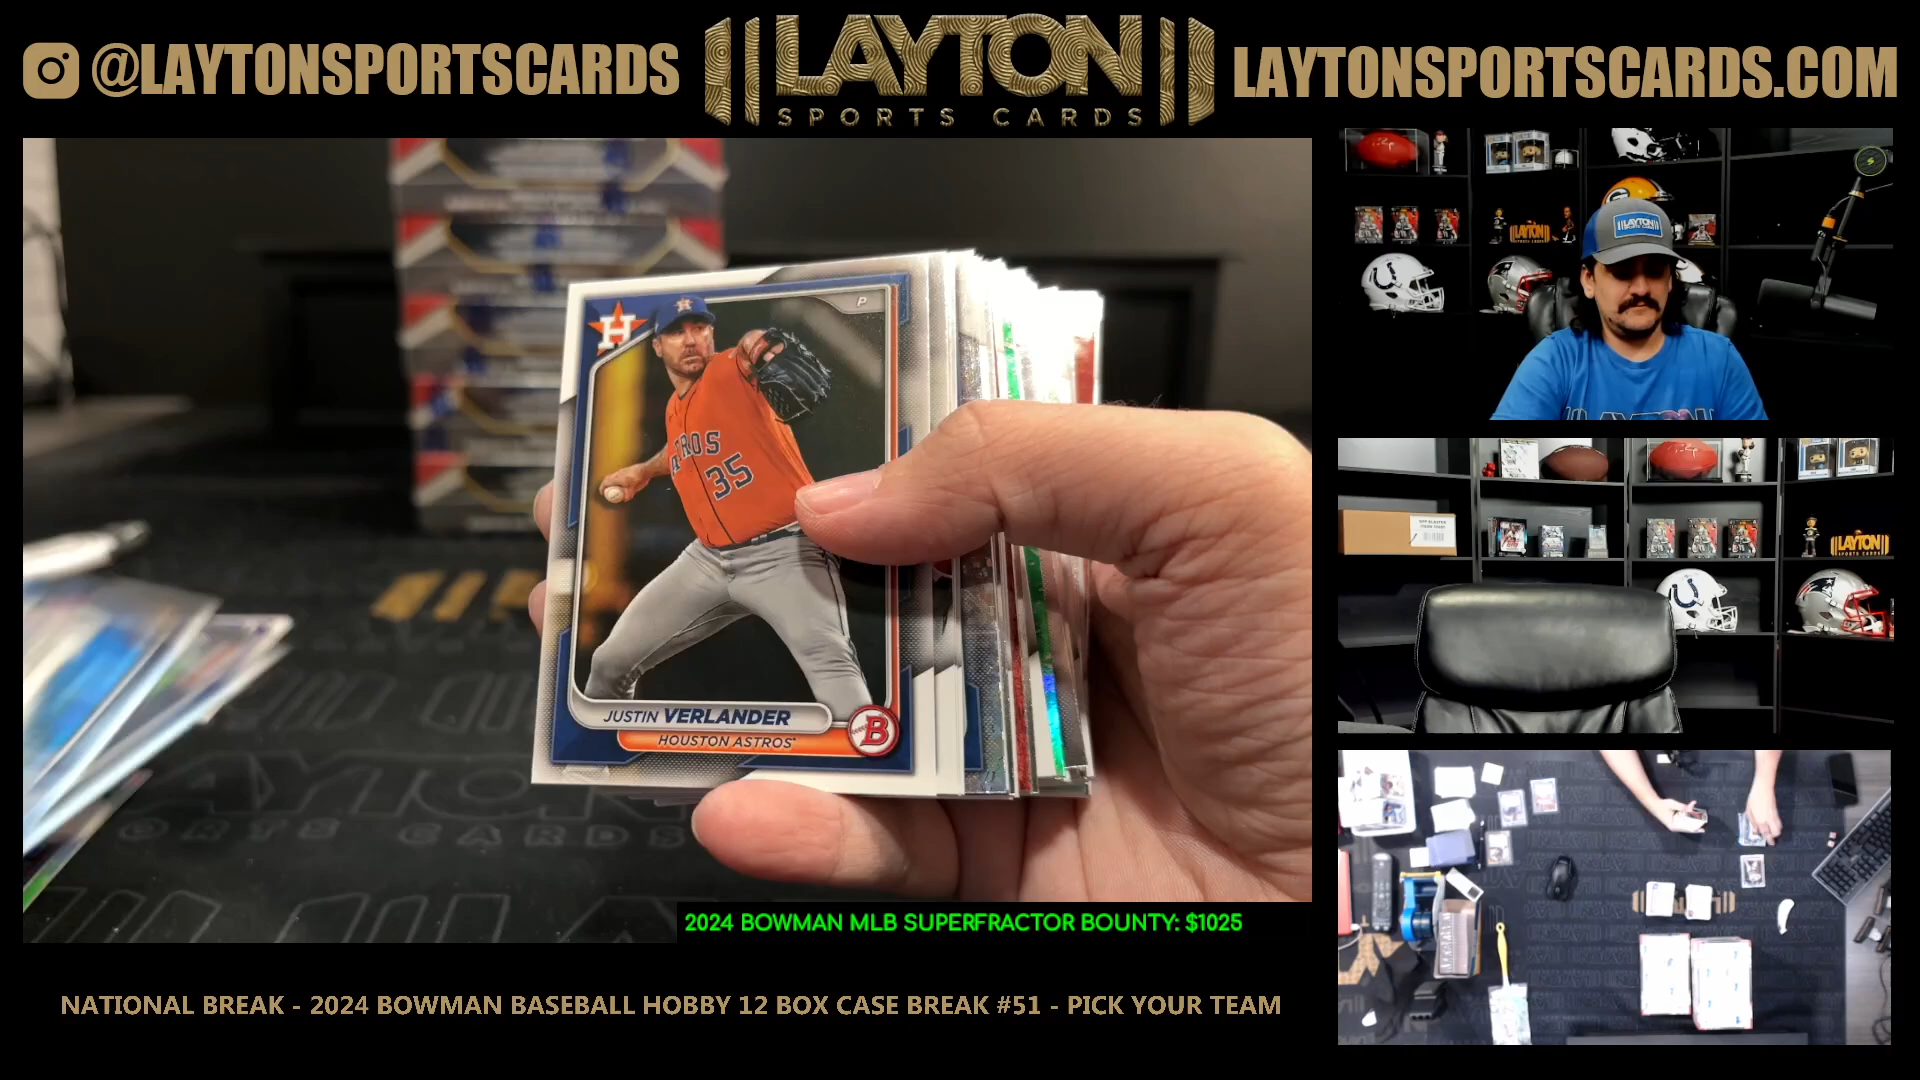 @LAYTONSPORTSCARDS
LAYTON
SPORTS CARDS
LAYTONSPORTSCARDS.COM
H
P
ASTROS
35
JUSTIN VERLANDER
HOUSTON ASTROS
B
LAYTON
LAYTON
LAYTON
2024 BOWMAN MLB SUPERFRACTOR BOUNTY: $1025
NATIONAL BREAK - 2024 BOWMAN BASEBALL HOBBY 12 BOX CASE BREAK #51 - PICK YOUR TEAM